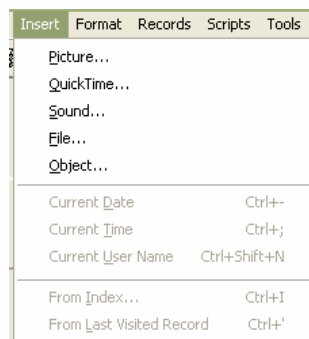 Insert Format Records Scripts Tools
Picture...
QuickTime...
Sound...
File...
Object...
Current Date Ctrl+-
Current Time Ctrl+;
Current User Name Ctrl+Shift+N
From Index... Ctrl+I
From Last Visited Record Ctrl+'